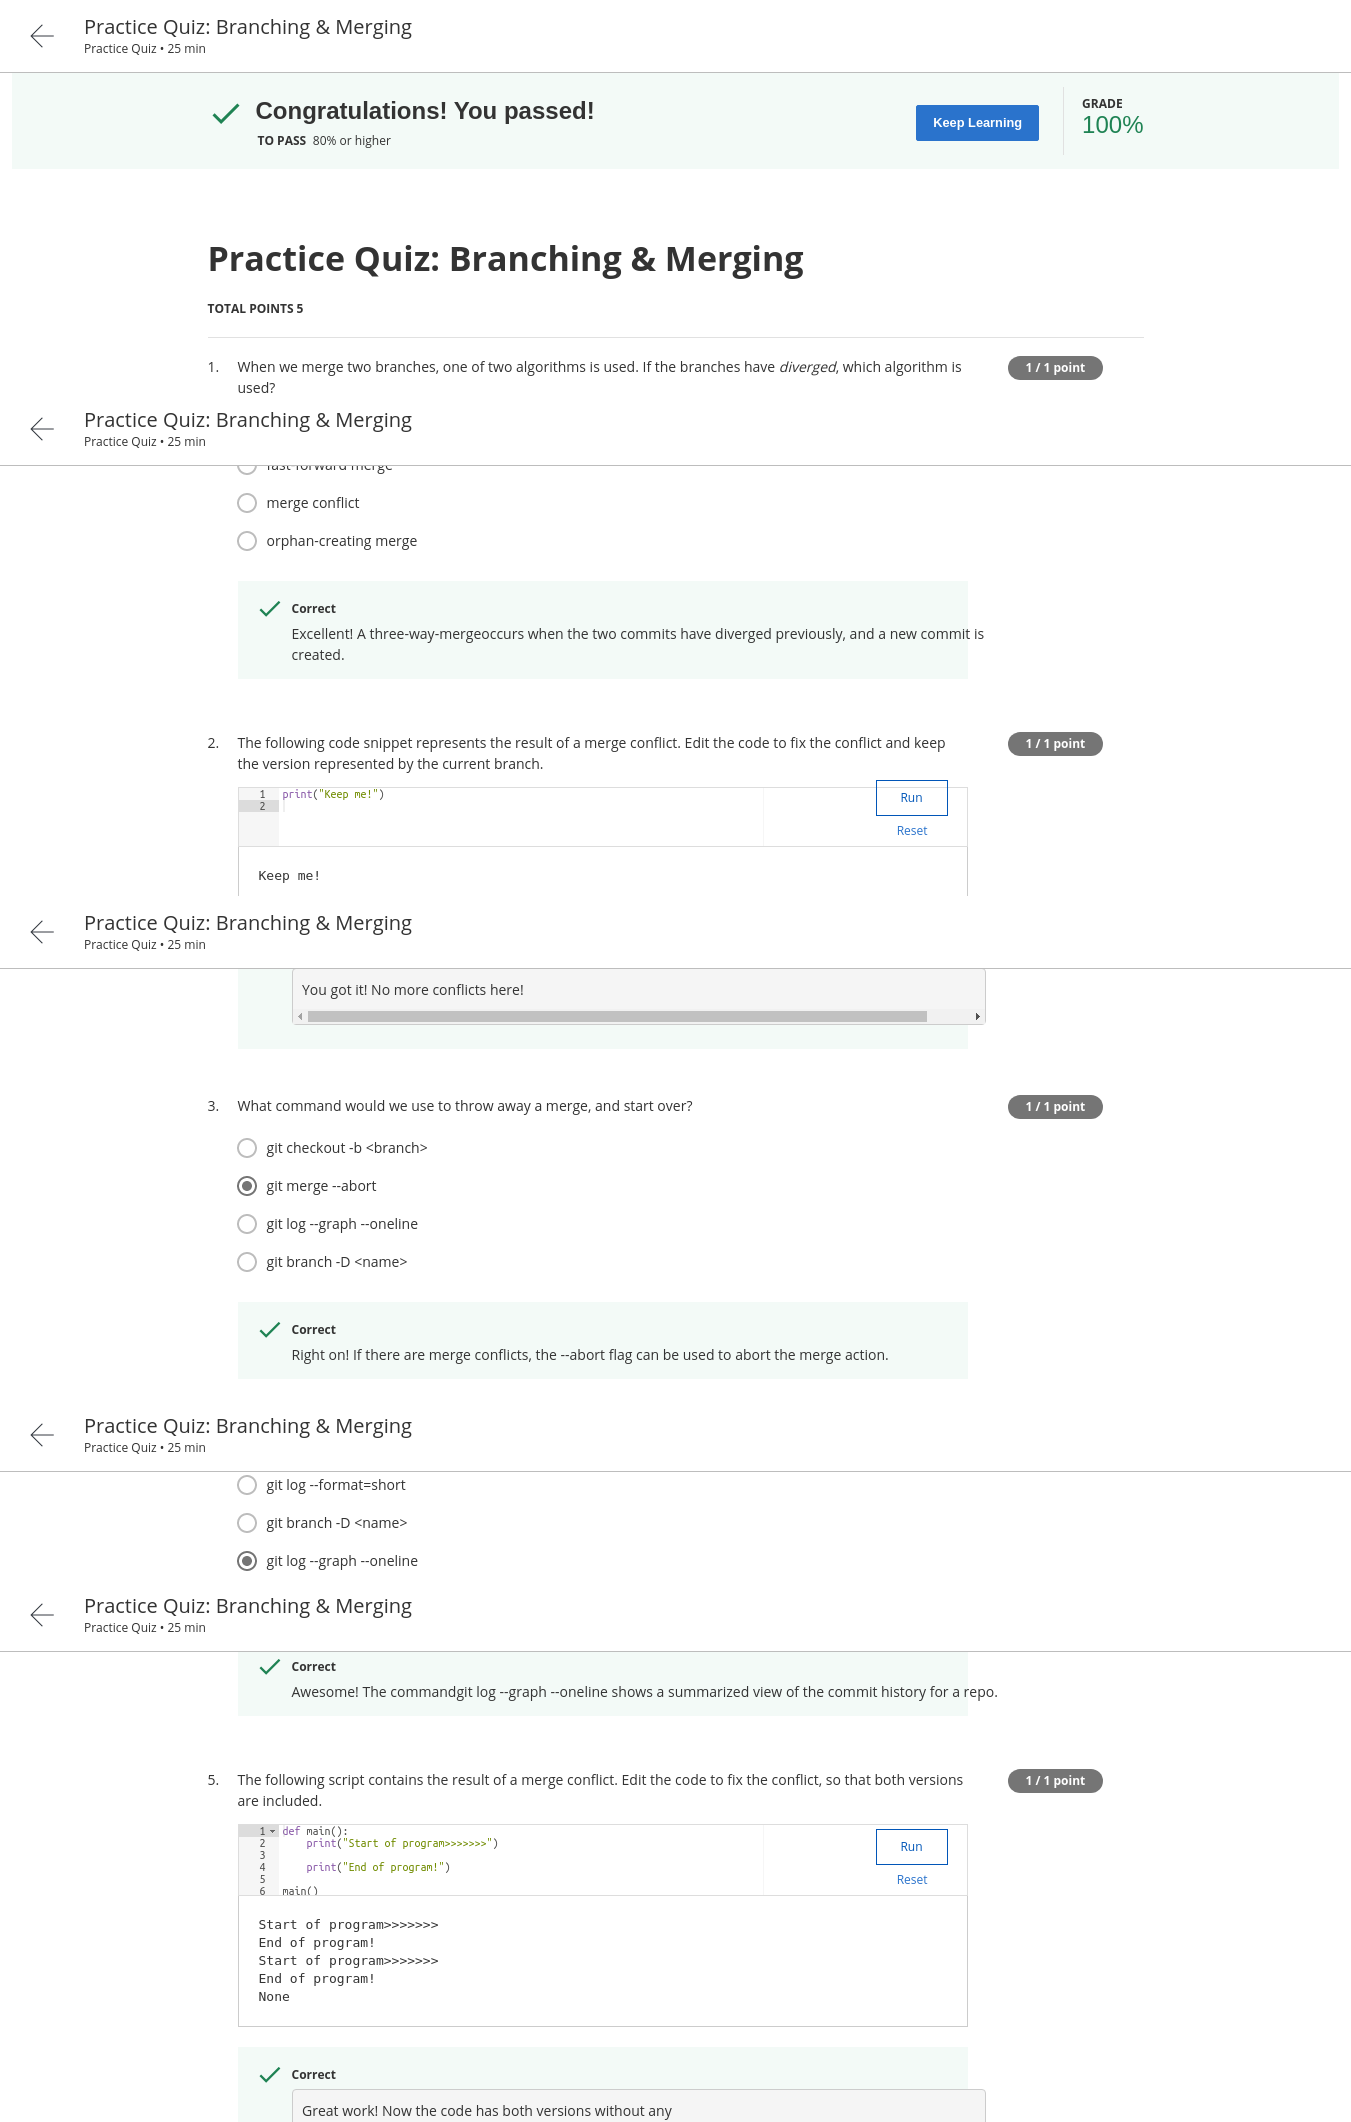 Practice Quiz: Branching & Merging
Practice Quiz • 25 min
Congratulations! You passed!
TO PASS 80% or higher
Keep Learning
GRADE
100%
Practice Quiz: Branching & Merging
TOTAL POINTS 5
1. When we merge two branches, one of two algorithms is used. If the branches have diverged, which algorithm is
used?
1 / 1 point
Practice Quiz: Branching & Merging
Practice Quiz • 25 min
fast-forward merge
merge conflict
orphan-creating merge
Correct
Excellent! A three-way-mergeoccurs when the two commits have diverged previously, and a new commit is
created.
2. The following code snippet represents the result of a merge conflict. Edit the code to fix the conflict and keep
the version represented by the current branch.
1 / 1 point
1 print("Keep me!")
2
Run
Reset
Keep me!
Practice Quiz: Branching & Merging
Practice Quiz • 25 min
You got it! No more conflicts here!
3. What command would we use to throw away a merge, and start over?
1 / 1 point
git checkout -b <branch>
git merge --abort
git log --graph --oneline
git branch -D <name>
Correct
Right on! If there are merge conflicts, the --abort flag can be used to abort the merge action.
Practice Quiz: Branching & Merging
Practice Quiz • 25 min
git log --format=short
git branch -D <name>
git log --graph --oneline
Practice Quiz: Branching & Merging
Practice Quiz • 25 min
Correct
Awesome! The commandgit log --graph --oneline shows a summarized view of the commit history for a repo.
5. The following script contains the result of a merge conflict. Edit the code to fix the conflict, so that both versions
are included.
1 / 1 point
1 def main():
2 print("Start of program>>>>>>>")
3
4 print("End of program!")
5
6 main()
Run
Reset
Start of program>>>>>>>
End of program!
Start of program>>>>>>>
End of program!
None
Correct
Great work! Now the code has both versions without any